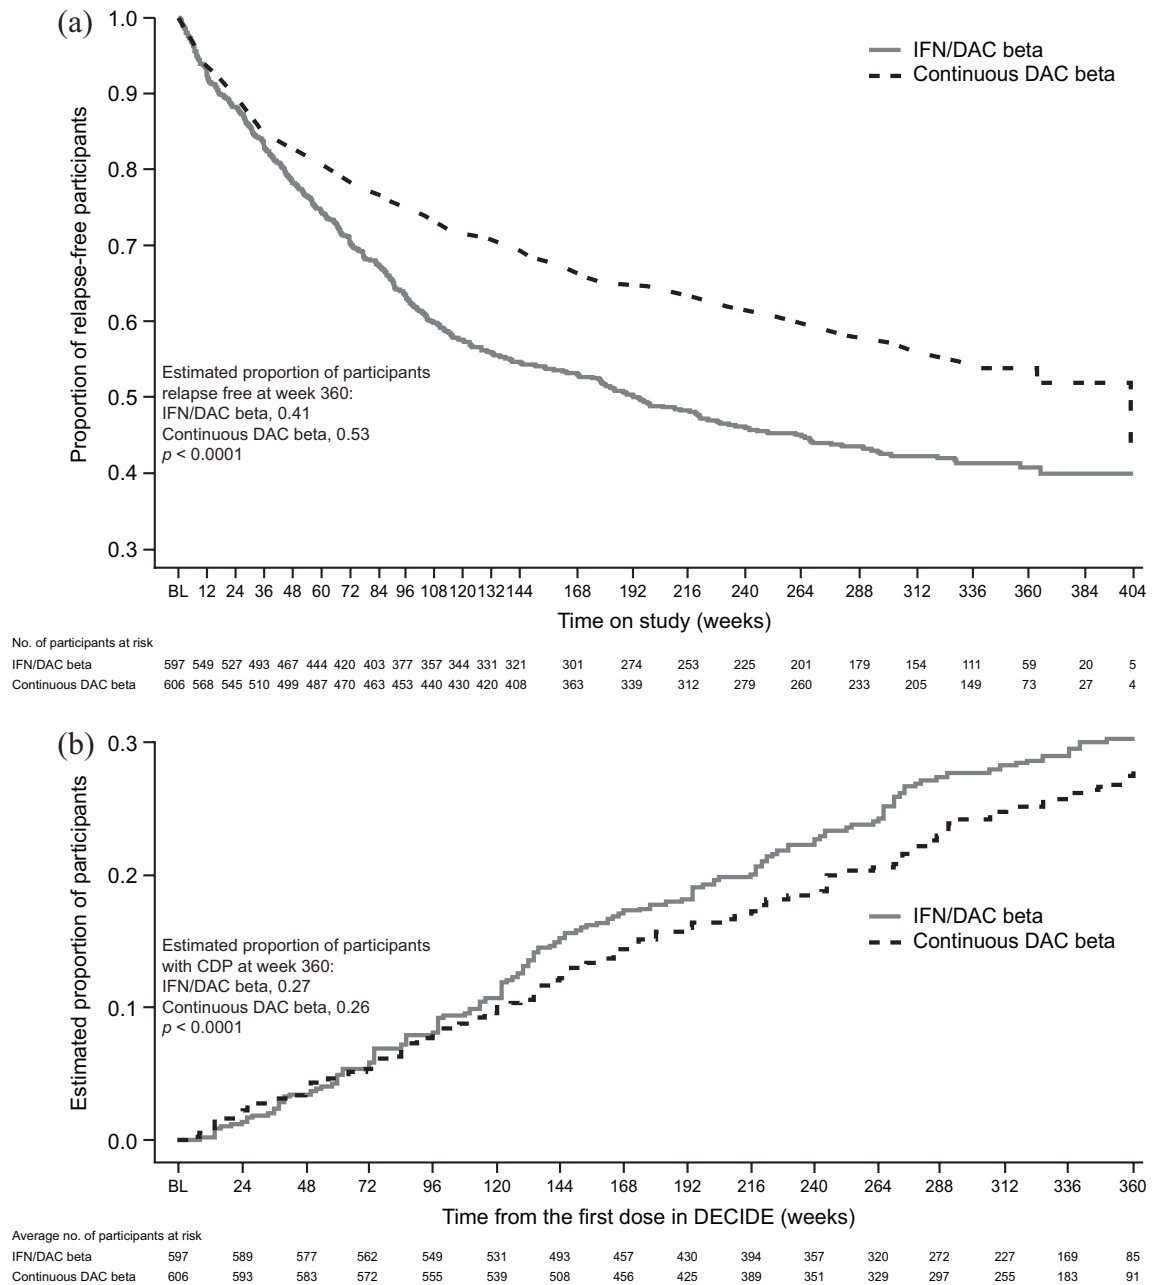 (a)
1.0
0.9
0.8
0.7
0.6
0.5
0.4
0.3
Proportion of relapse-free participants
IFN/DAC beta
Continuous DAC beta
Estimated proportion of participants
relapse free at week 360:
IFN/DAC beta, 0.41
Continuous DAC beta, 0.53
p < 0.0001
BL 12 24 36 48 60 72 84 96 108 120 132 144 168 192 216 240 264 288 312 336 360 384 404
Time on study (weeks)
No. of participants at risk
IFN/DAC beta 597 549 527 493 467 444 420 403 377 357 344 331 321 301 274 253 225 201 179 154 111 59 20 5
Continuous DAC beta 606 568 545 510 499 487 470 463 453 440 430 420 408 363 339 312 279 260 233 205 149 73 27 4
(b)
0.3
0.2
0.1
0.0
Estimated proportion of participants
IFN/DAC beta
Continuous DAC beta
Estimated proportion of participants
with CDP at week 360:
IFN/DAC beta, 0.27
Continuous DAC beta, 0.26
p < 0.0001
BL 24 48 72 96 120 144 168 192 216 240 264 288 312 336 360
Time from the first dose in DECIDE (weeks)
Average no. of participants at risk
IFN/DAC beta 597 589 577 562 549 531 493 457 430 394 357 320 272 227 169 85
Continuous DAC beta 606 593 583 572 555 539 508 456 425 389 351 329 297 255 183 91